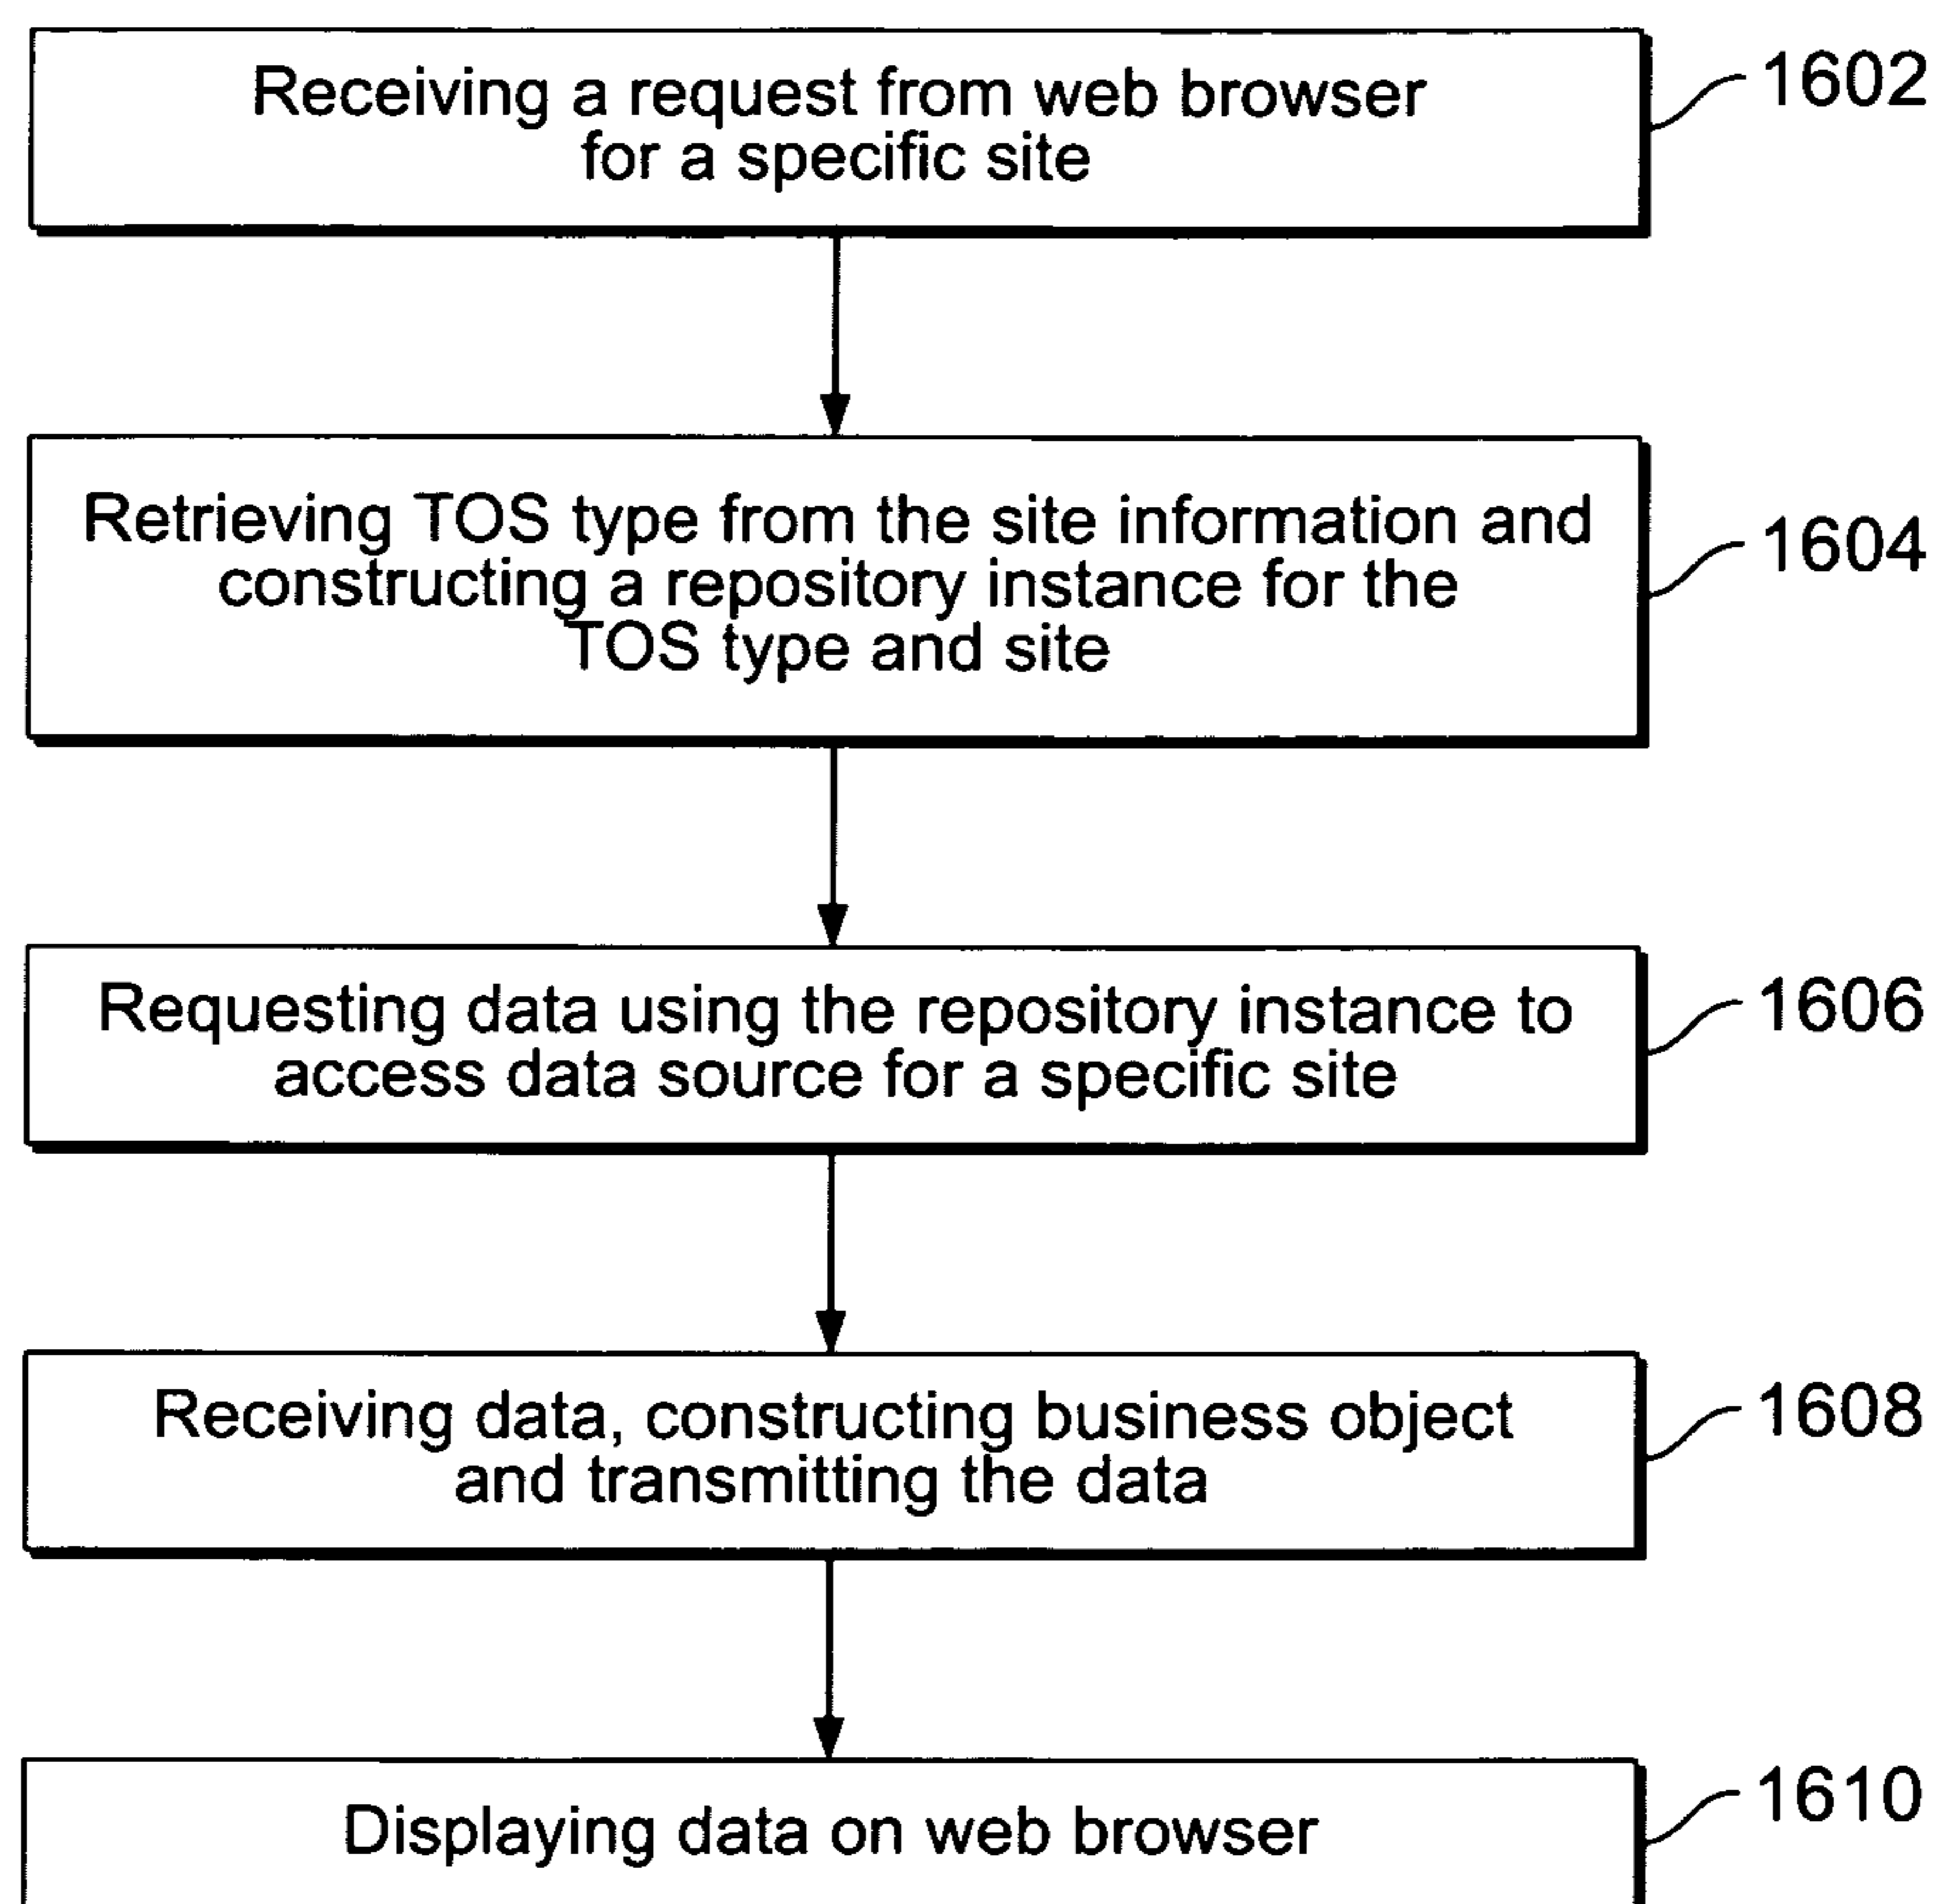 Receiving a request from web browser
for a specific site
1602
Retrieving TOS type from the site information and
constructing a repository instance for the
TOS type and site
1604
Requesting data using the repository instance to
access data source for a specific site
1606
Receiving data, constructing business object
and transmitting the data
1608
Displaying data on web browser
1610